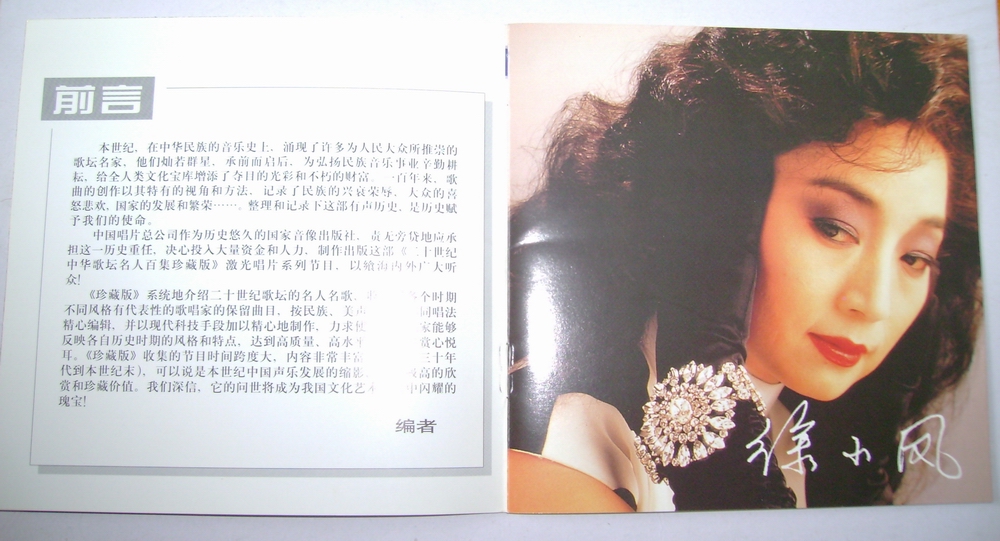 前言
本世纪，在中华民族的音乐史上，涌现了许多为人民大众所推崇的
歌坛名家，他们灿若群星，承前而启后，为弘扬民族音乐事业辛勤耕
耘，给全人类文化宝库增添了夺目的光彩和不朽的财富。一百年来，歌
曲的创作以其特有的视角和方法，记录了民族的兴衰荣辱、大众的喜
怒悲欢、国家的发展和繁荣……。整理和记录下这部有声历史，是历史赋
予我们的使命。
中国唱片总公司作为历史悠久的国家音像出版社，责无旁贷地应承
担这一历史重任，决心投入大量资金和人力，制作出版这部《二十世纪
中华歌坛名人百集珍藏版》激光唱片系列节目，以飨海内外广大听
众！
《珍藏版》系统地介绍二十世纪歌坛的名人名歌，个时期
不同风格有代表性的歌唱家的保留曲目，按民族、美同唱法
精心编辑，并以现代科技手段加以精心地制作，力求家能够
反映各自历史时期的风格和特点，达到高质量、高水赏心悦
耳。《珍藏版》收集的节目时间跨度大，内容非常丰三十年
代到本世纪末），可以说是本世纪中国声乐发展的缩影极高的欣
赏和珍藏价值。我们深信，它的问世将成为我国文化艺中闪耀的
瑰宝！
编者
徐小凤